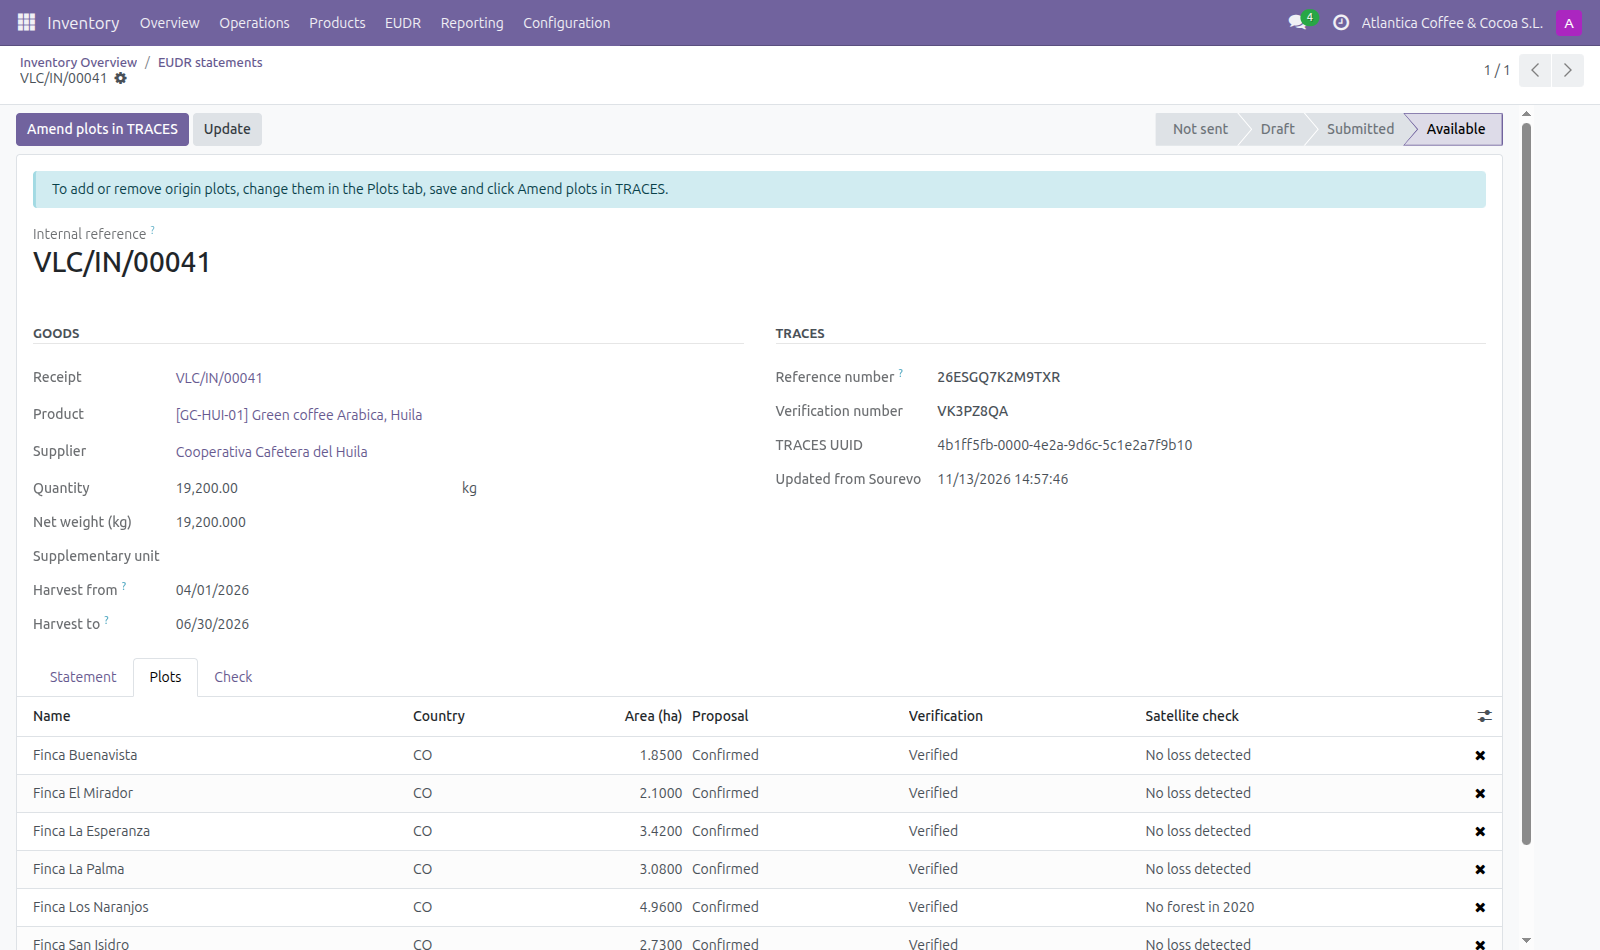 Inventory Overview Operations Products EUDR Reporting Configuration 4 Atlantica Coffee & Cocoa S.L. A
Inventory Overview / EUDR statements
VLC/IN/00041
1 / 1
Amend plots in TRACES Update Not sent Draft Submitted Available
To add or remove origin plots, change them in the Plots tab, save and click Amend plots in TRACES.
Internal reference ?
VLC/IN/00041
GOODS TRACES
Receipt VLC/IN/00041 Reference number ? 26ESGQ7K2M9TXR
Product [GC-HUI-01] Green coffee Arabica, Huila Verification number VK3PZ8QA
Supplier Cooperativa Cafetera del Huila TRACES UUID 4b1ff5fb-0000-4e2a-9d6c-5c1e2a7f9b10
Quantity 19,200.00 kg Updated from Sourevo 11/13/2026 14:57:46
Net weight (kg) 19,200.000
Supplementary unit
Harvest from ? 04/01/2026
Harvest to ? 06/30/2026
Statement Plots Check
Name Country Area (ha) Proposal Verification Satellite check
Finca Buenavista CO 1.8500 Confirmed Verified No loss detected
Finca El Mirador CO 2.1000 Confirmed Verified No loss detected
Finca La Esperanza CO 3.4200 Confirmed Verified No loss detected
Finca La Palma CO 3.0800 Confirmed Verified No loss detected
Finca Los Naranjos CO 4.9600 Confirmed Verified No forest in 2020
Finca San Isidro CO 2.7300 Confirmed Verified No loss detected